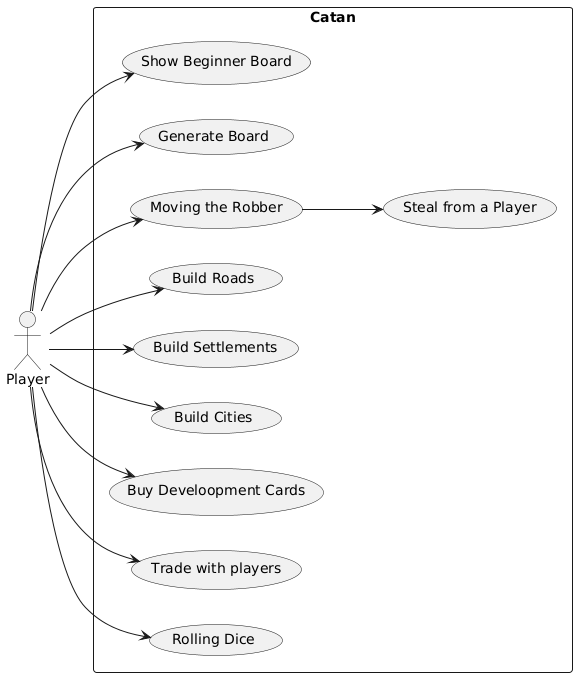 Catan
Show Beginner Board
Generate Board
Moving the Robber
Steal from a Player
Build Roads
Build Settlements
Player
Build Cities
Buy Develoopment Cards
Trade with players
Rolling Dice